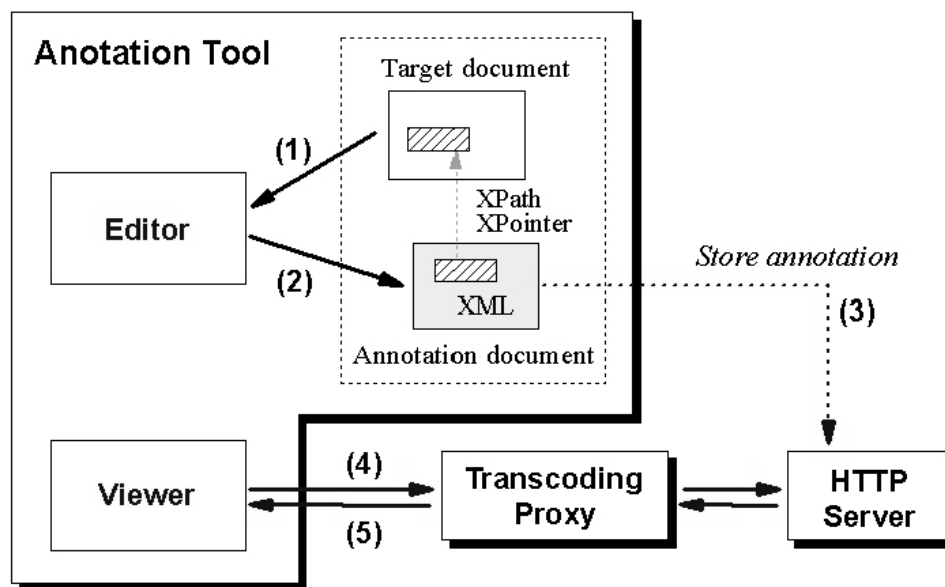 Anotation Tool
Target document
(1)
XPath
XPointer
Editor
(2)
XML
Store annotation
(3)
Annotation document
Viewer
(4)
(5)
Transcoding
Proxy
HTTP
Server